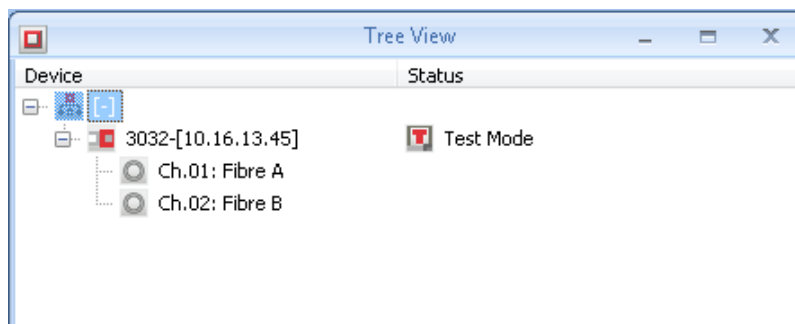 Tree View
Device Status
[-]
3032-[10.16.13.45] T Test Mode
Ch.01: Fibre A
Ch.02: Fibre B